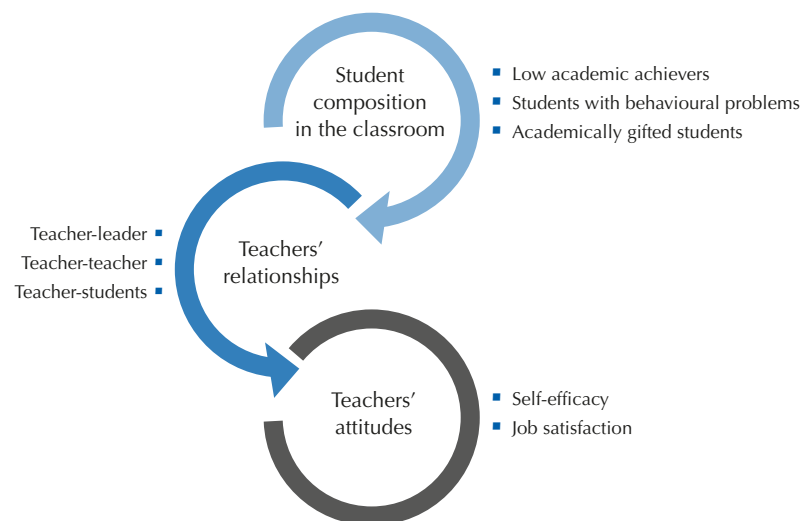 Student
composition
in the classroom
Low academic achievers
Students with behavioural problems
Academically gifted students
Teacher-leader
Teacher-teacher
Teacher-students
Teachers’
relationships
Teachers’
attitudes
Self-efficacy
Job satisfaction